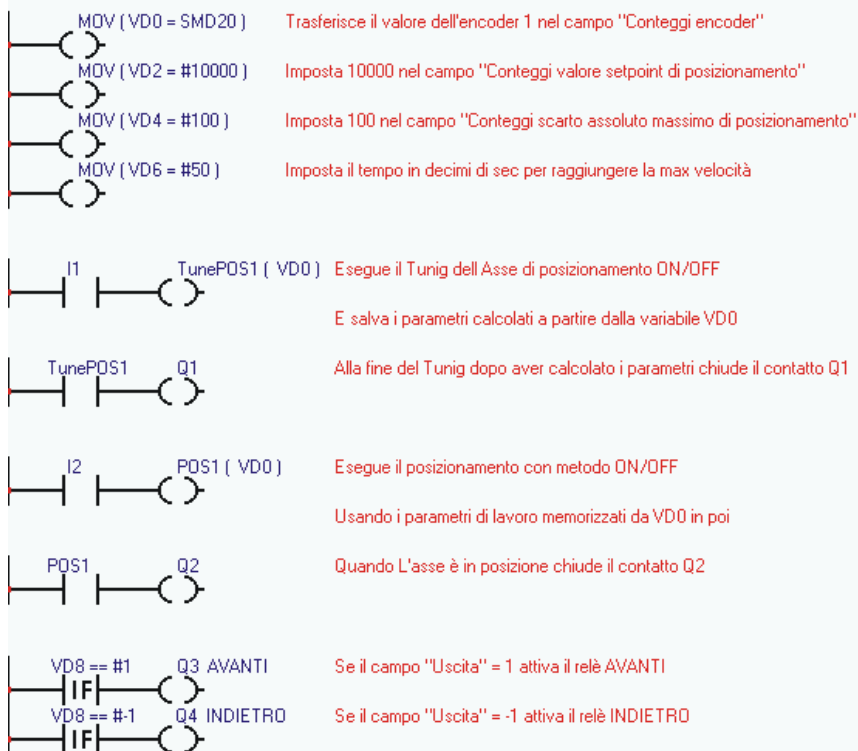 MOV ( VD0 = SMD20 ) Trasferisce il valore dell'encoder 1 nel campo "Conteggi encoder"
MOV ( VD2 = #10000 ) Imposta 10000 nel campo "Conteggi valore setpoint di posizionamento"
MOV ( VD4 = #100 ) Imposta 100 nel campo "Conteggi scarto assoluto massimo di posizionamento"
MOV ( VD6 = #50 ) Imposta il tempo in decimi di sec per raggiungere la max velocità
I1 TunePOS1 ( VD0 ) Esegue il Tunig dell Asse di posizionamento ON/OFF
E salva i parametri calcolati a partire dalla variabile VD0
TunePOS1 Q1 Alla fine del Tunig dopo aver calcolato i parametri chiude il contatto Q1
I2 POS1 ( VD0 ) Esegue il posizionamento con metodo ON/OFF
Usando i parametri di lavoro memorizzati da VD0 in poi
POS1 Q2 Quando L'asse è in posizione chiude il contatto Q2
VD8 == #1 Q3 AVANTI Se il campo "Uscita" = 1 attiva il relè AVANTI
IF
VD8 == #-1 Q4 INDIETRO Se il campo "Uscita" = -1 attiva il relè INDIETRO
IF